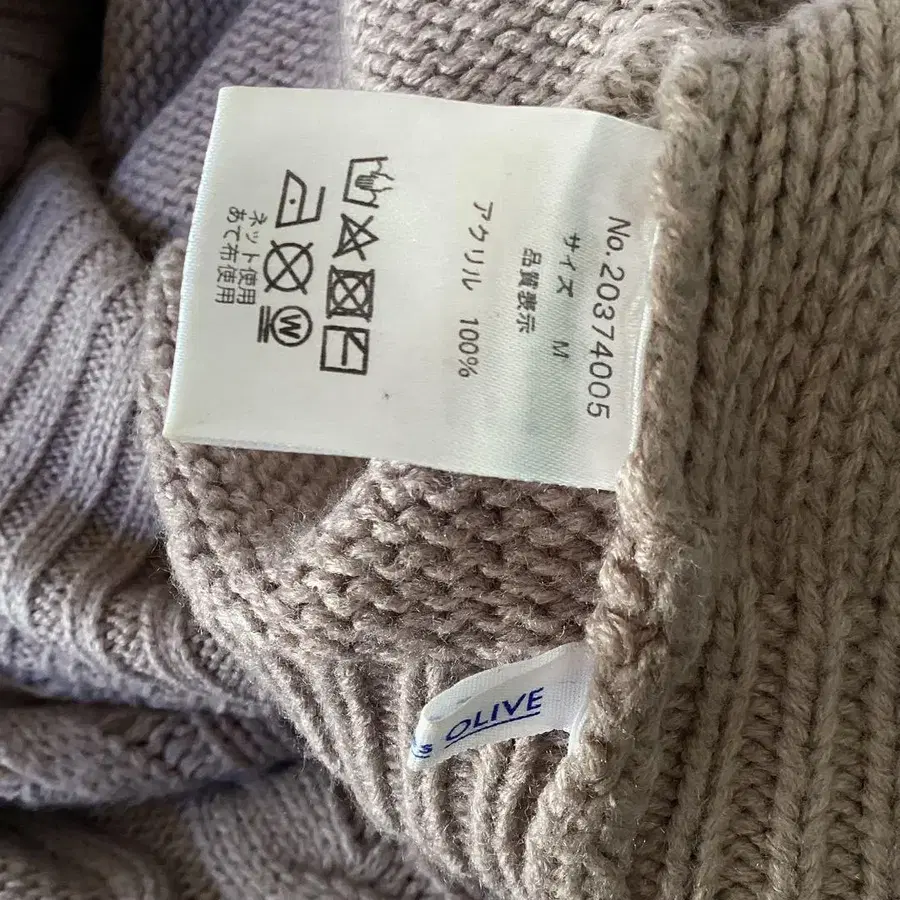 No.20374005
サイズ M
品質表示
アクリル 100%
W
ネット使用
あて布使用
s OLIVE